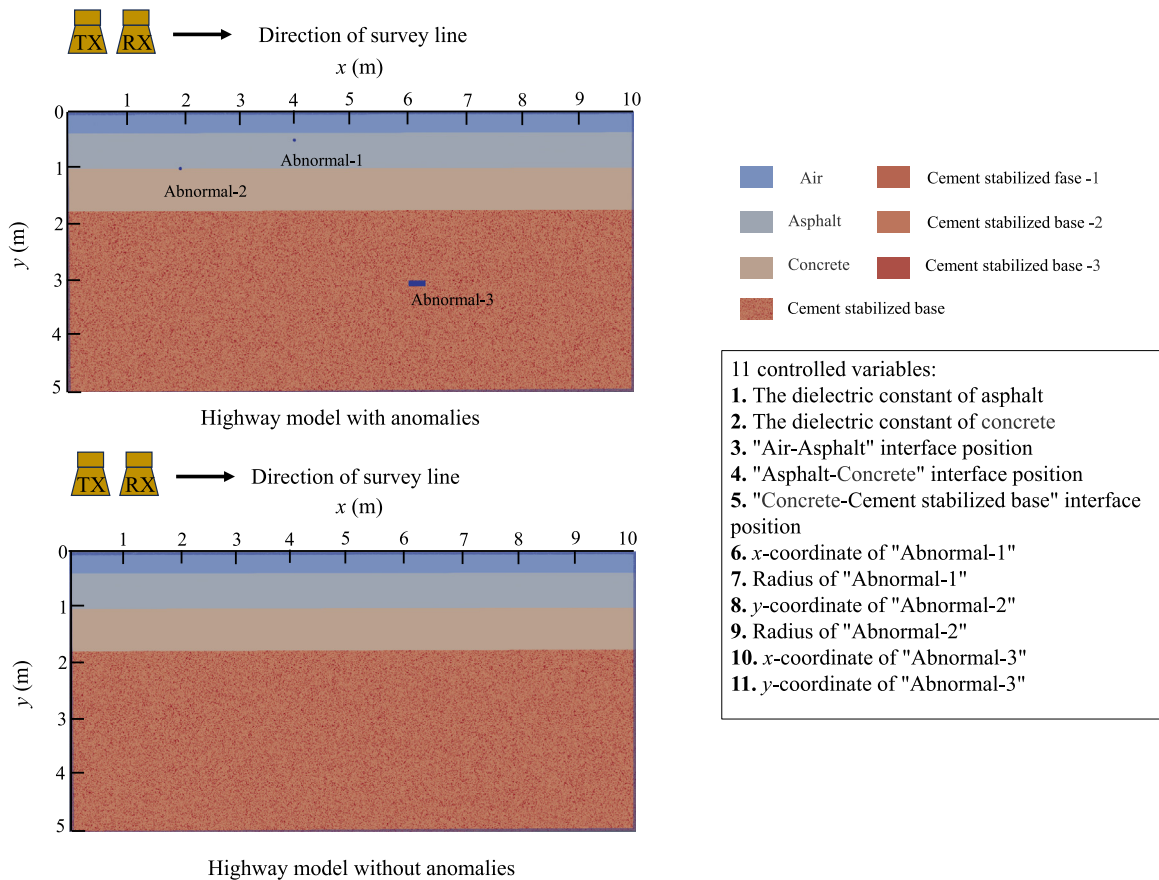 TX RX Direction of survey line
x (m)
0 1 2 3 4 5 6 7 8 9 10
Abnormal-1
1
Abnormal-2
2
y (m)
3
Abnormal-3
4
5
Highway model with anomalies
TX RX Direction of survey line
x (m)
0 1 2 3 4 5 6 7 8 9 10
1
2
y (m)
3
4
5
Highway model without anomalies
Air Cement stabilized fase -1
Asphalt Cement stabilized base -2
Concrete Cement stabilized base -3
Cement stabilized base
11 controlled variables:
1. The dielectric constant of asphalt
2. The dielectric constant of concrete
3. "Air-Asphalt" interface position
4. "Asphalt-Concrete" interface position
5. "Concrete-Cement stabilized base" interface
position
6. x-coordinate of "Abnormal-1"
7. Radius of "Abnormal-1"
8. y-coordinate of "Abnormal-2"
9. Radius of "Abnormal-2"
10. x-coordinate of "Abnormal-3"
11. y-coordinate of "Abnormal-3"